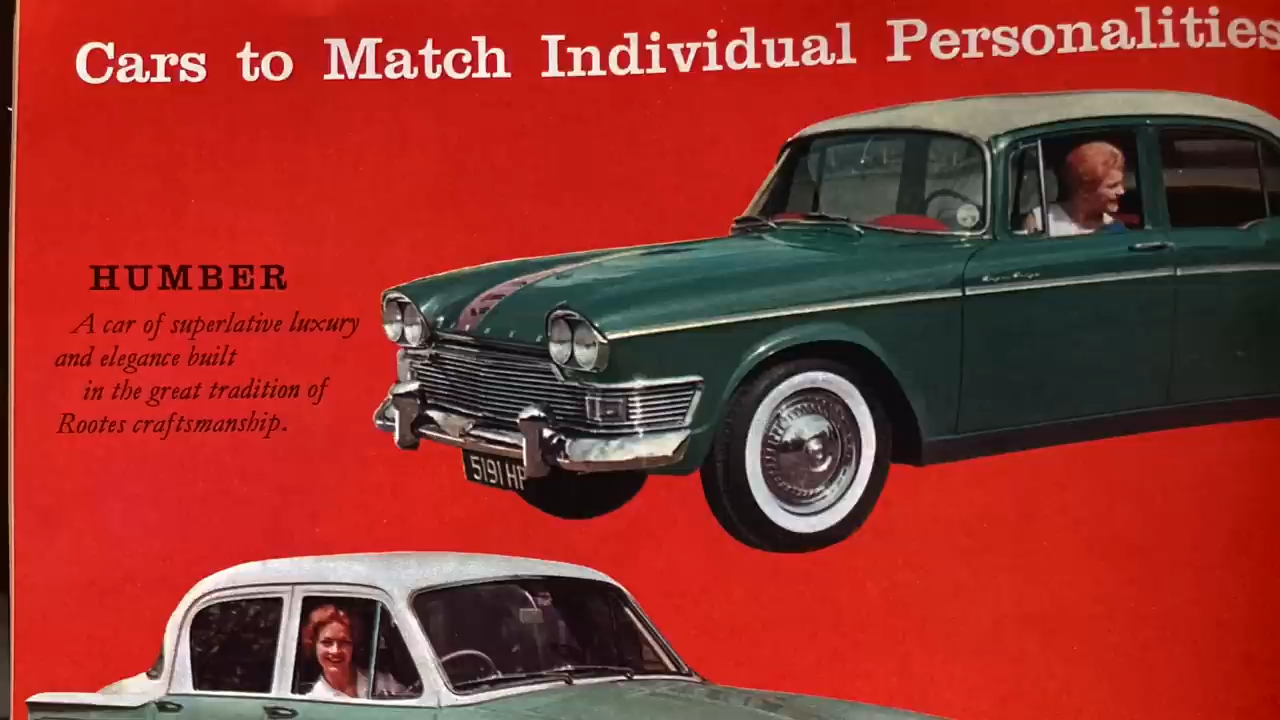 Cars to Match Individual Personalities
HUMBER
A car of superlative luxury
and elegance built
in the great tradition of
Rootes craftsmanship.
5191 HP